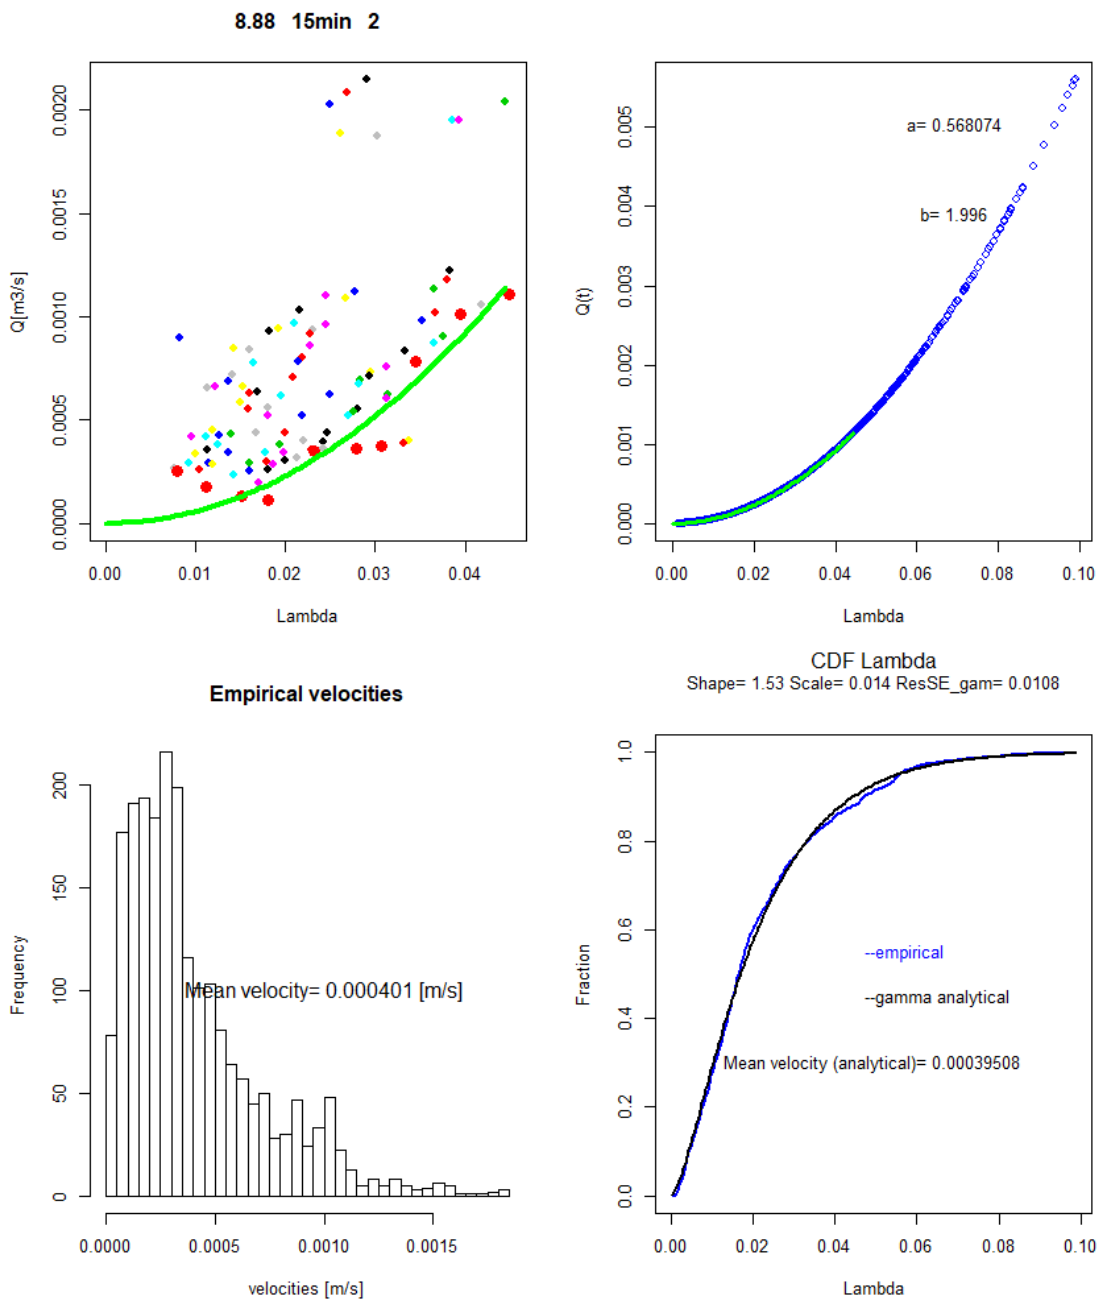 8.88 15min 2
Q[m3/s]
0.0020
0.0015
0.0010
0.0005
0.0000
0.00 0.01 0.02 0.03 0.04
Lambda
Q(t)
0.005
0.004
0.003
0.002
0.001
0.000
a= 0.568074
b= 1.996
0.00 0.02 0.04 0.06 0.08 0.10
Lambda
Empirical velocities
Frequency
200
150
100
50
0
Mean velocity= 0.000401 [m/s]
0.0000 0.0005 0.0010 0.0015
velocities [m/s]
CDF Lambda
Shape= 1.53 Scale= 0.014 ResSE_gam= 0.0108
Fraction
1.0
0.8
0.6
0.4
0.2
0.0
--empirical
--gamma analytical
Mean velocity (analytical)= 0.00039508
0.00 0.02 0.04 0.06 0.08 0.10
Lambda